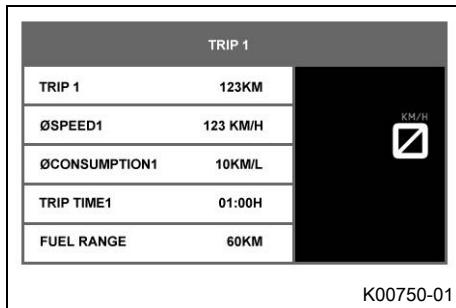 TRIP 1
TRIP 1 123KM
ØSPEED1 123 KM/H
ØCONSUMPTION1 10KM/L
TRIP TIME1 01:00H
FUEL RANGE 60KM
KM/H
0
K00750-01